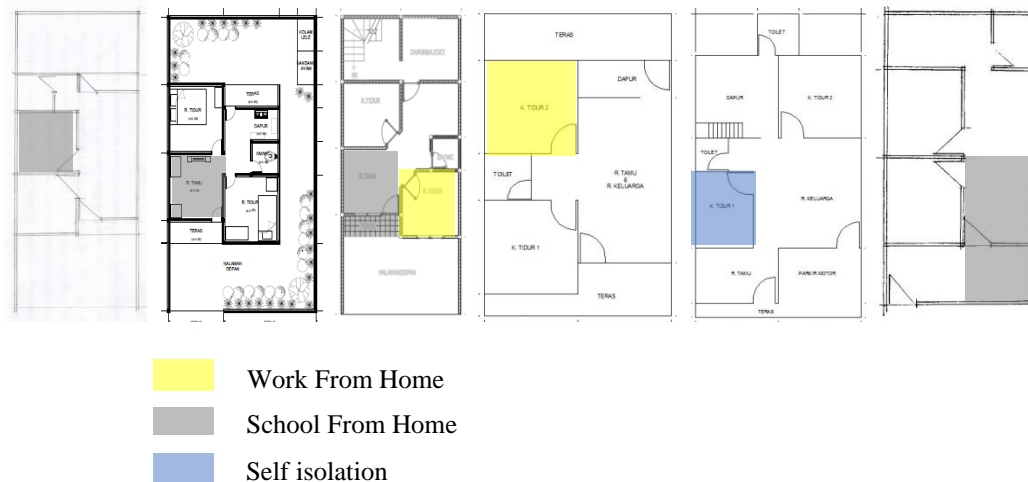 KOLAM
LELE
KANDANG
AYAM
TERAS
R. TIDUR
DAPUR
R. TAMU
R. TIDUR
TERAS
HALAMAN
DEPAN
DAPUR& CUCI
K.TIDUR
R.TAMU
K.TIDUR
HALAMAN DEPAN
TERAS
DAPUR
K. TIDUR 2
TOILET
R. TAMU
&
R. KELUARGA
K. TIDUR 1
TERAS
TOILET
DAPUR
K. TIDUR 2
TOILET
K. TIDUR 1
R. KELUARGA
R. TAMU
PARKIR MOTOR
TERAS
Work From Home
School From Home
Self isolation